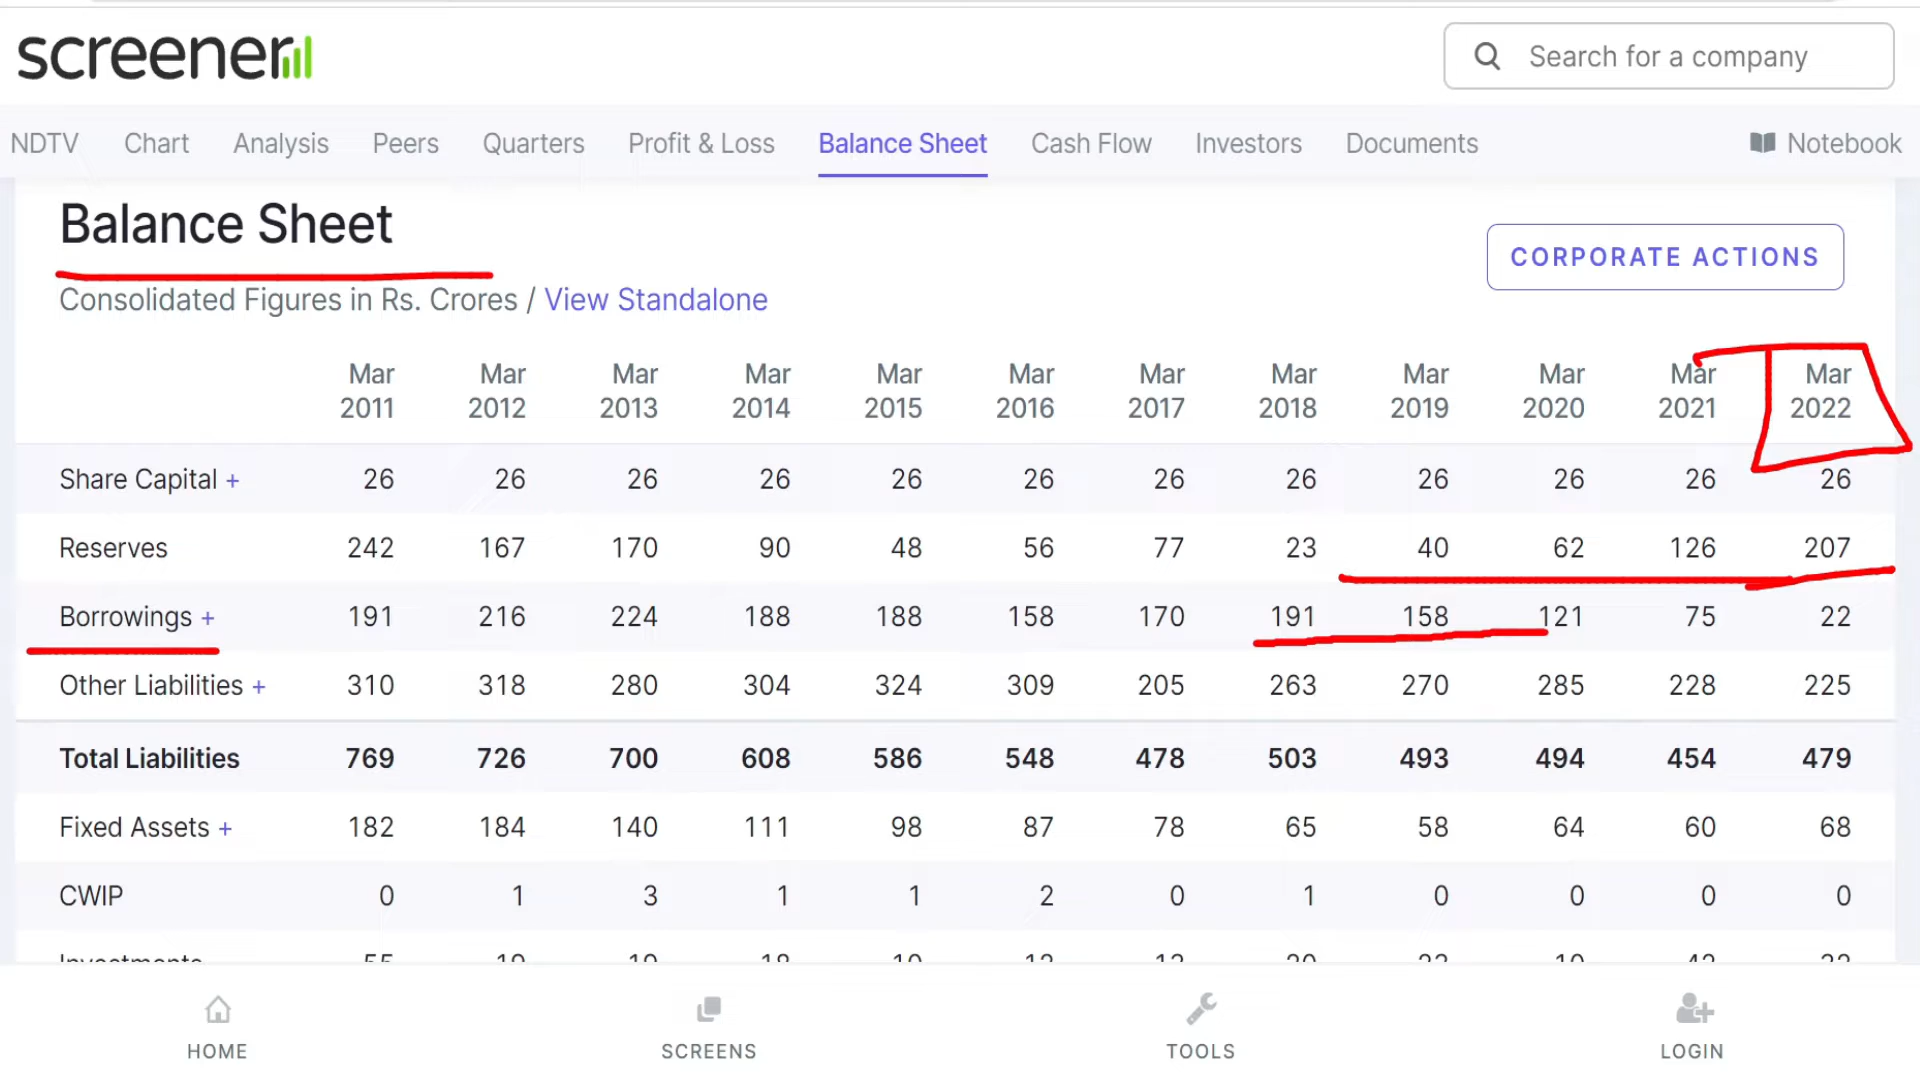 screener
Search for a company
NDTV Chart Analysis Peers Quarters Profit & Loss Balance Sheet Cash Flow Investors Documents Notebook
Balance Sheet
CORPORATE ACTIONS
Consolidated Figures in Rs. Crores / View Standalone
Mar 2011 Mar 2012 Mar 2013 Mar 2014 Mar 2015 Mar 2016 Mar 2017 Mar 2018 Mar 2019 Mar 2020 Mar 2021 Mar 2022
Share Capital + 26 26 26 26 26 26 26 26 26 26 26 26
Reserves 242 167 170 90 48 56 77 23 40 62 126 207
Borrowings + 191 216 224 188 188 158 170 191 158 121 75 22
Other Liabilities + 310 318 280 304 324 309 205 263 270 285 228 225
Total Liabilities 769 726 700 608 586 548 478 503 493 494 454 479
Fixed Assets + 182 184 140 111 98 87 78 65 58 64 60 68
CWIP 0 1 3 1 1 2 0 1 0 0 0 0
Investments
HOME SCREENS TOOLS LOGIN